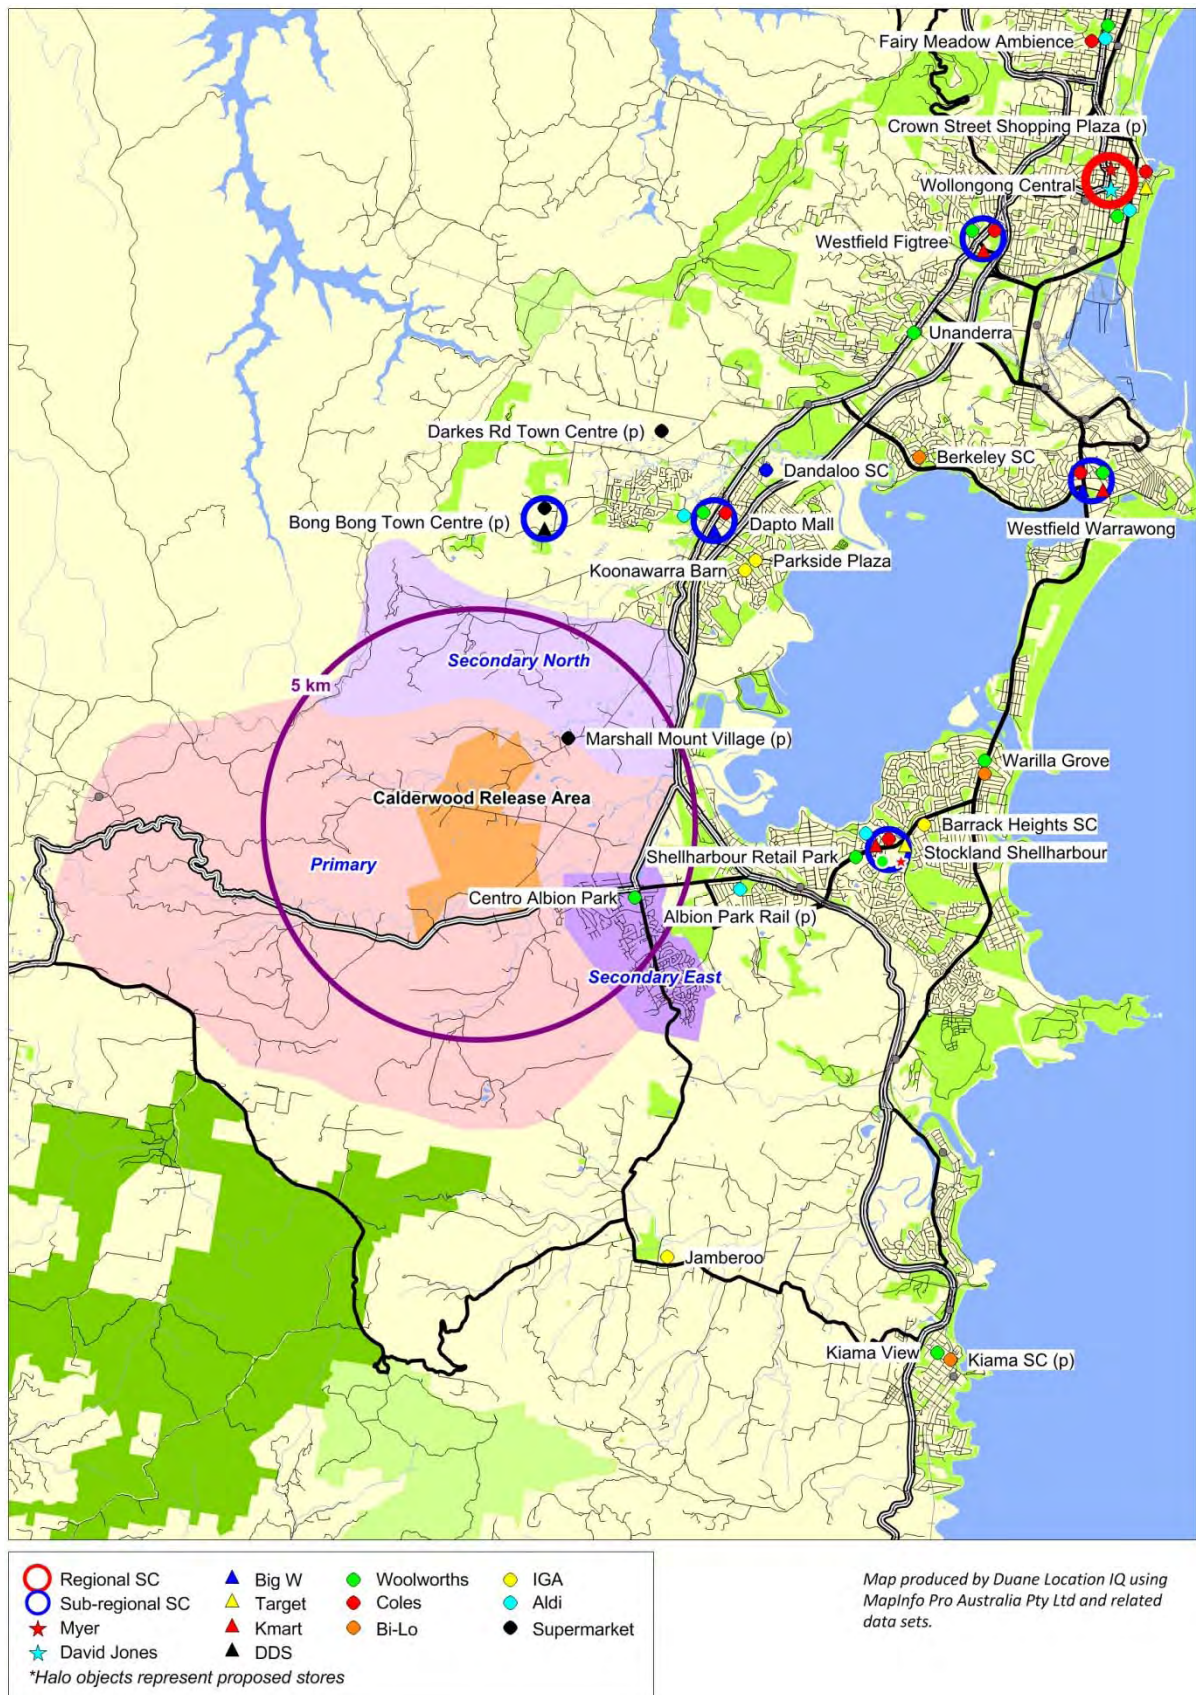 Fairy Meadow Ambience
Crown Street Shopping Plaza (p)
Wollongong Central
Westfield Figtree
Unanderra
Darkes Rd Town Centre (p)
Berkeley SC
Dandaloo SC
Bong Bong Town Centre (p)
Dapto Mall
Westfield Warrawong
Parkside Plaza
Koonawarra Barn
Secondary North
5 km
Marshall Mount Village (p)
Warilla Grove
Calderwood Release Area
Barrack Heights SC
Primary
Shellharbour Retail Park
Stockland Shellharbour
Centro Albion Park
Albion Park Rail (p)
Secondary East
Jamberoo
Kiama View
Kiama SC (p)
Regional SC
Sub-regional SC
Myer
David Jones
Big W
Target
Kmart
DDS
Woolworths
Coles
Bi-Lo
IGA
Aldi
Supermarket
*Halo objects represent proposed stores
Map produced by Duane Location IQ using
MapInfo Pro Australia Pty Ltd and related
data sets.